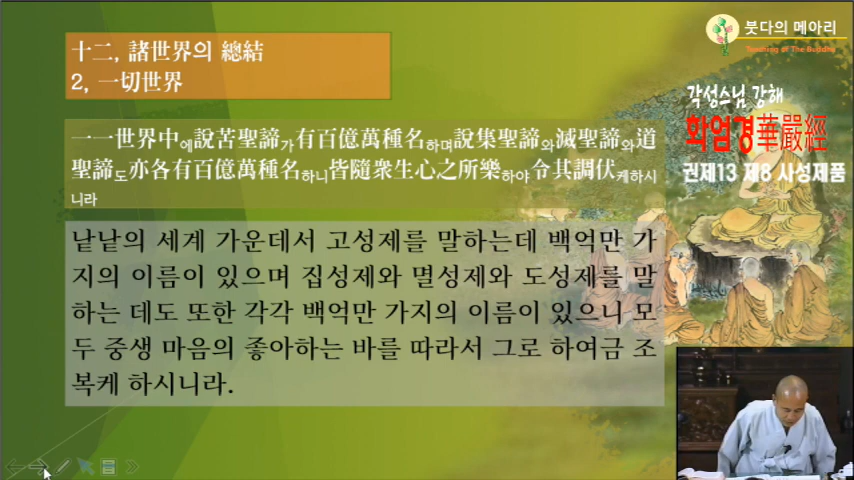 十二, 諸世界의 總結
2, 一切世界
一一世界中에說苦聖諦가有百億萬種名하며說集聖諦와滅聖諦와道
聖諦도亦各有百億萬種名하니皆隨衆生心之所樂하야令其調伏케하시
니라
낱낱의 세계 가운데서 고성제를 말하는데 백억만 가
지의 이름이 있으며 집성제와 멸성제와 도성제를 말
하는 데도 또한 각각 백억만 가지의 이름이 있으니 모
두 중생 마음의 좋아하는 바를 따라서 그로 하여금 조
복케 하시니라.
붓다의 메아리
Teaching of The Buddha
각성스님 강해
화엄경華嚴經
권제13 제8 사성제품